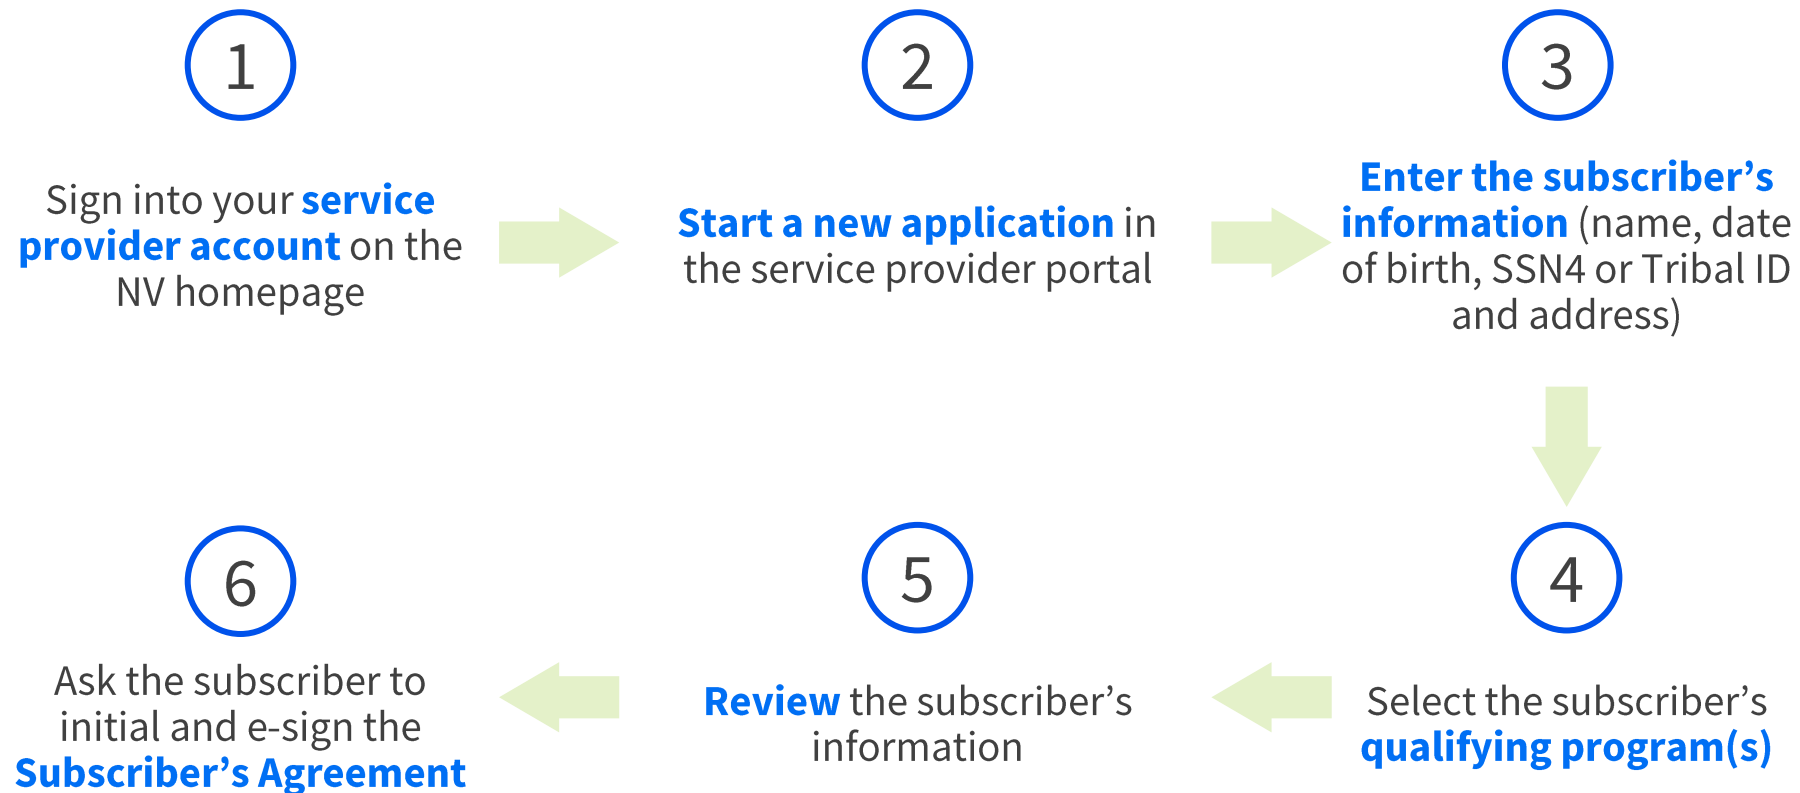 1
Sign into your service
provider account on the
NV homepage
2
Start a new application in
the service provider portal
3
Enter the subscriber’s
information (name, date
of birth, SSN4 or Tribal ID
and address)
4
Select the subscriber’s
qualifying program(s)
5
Review the subscriber’s
information
6
Ask the subscriber to
initial and e-sign the
Subscriber’s Agreement